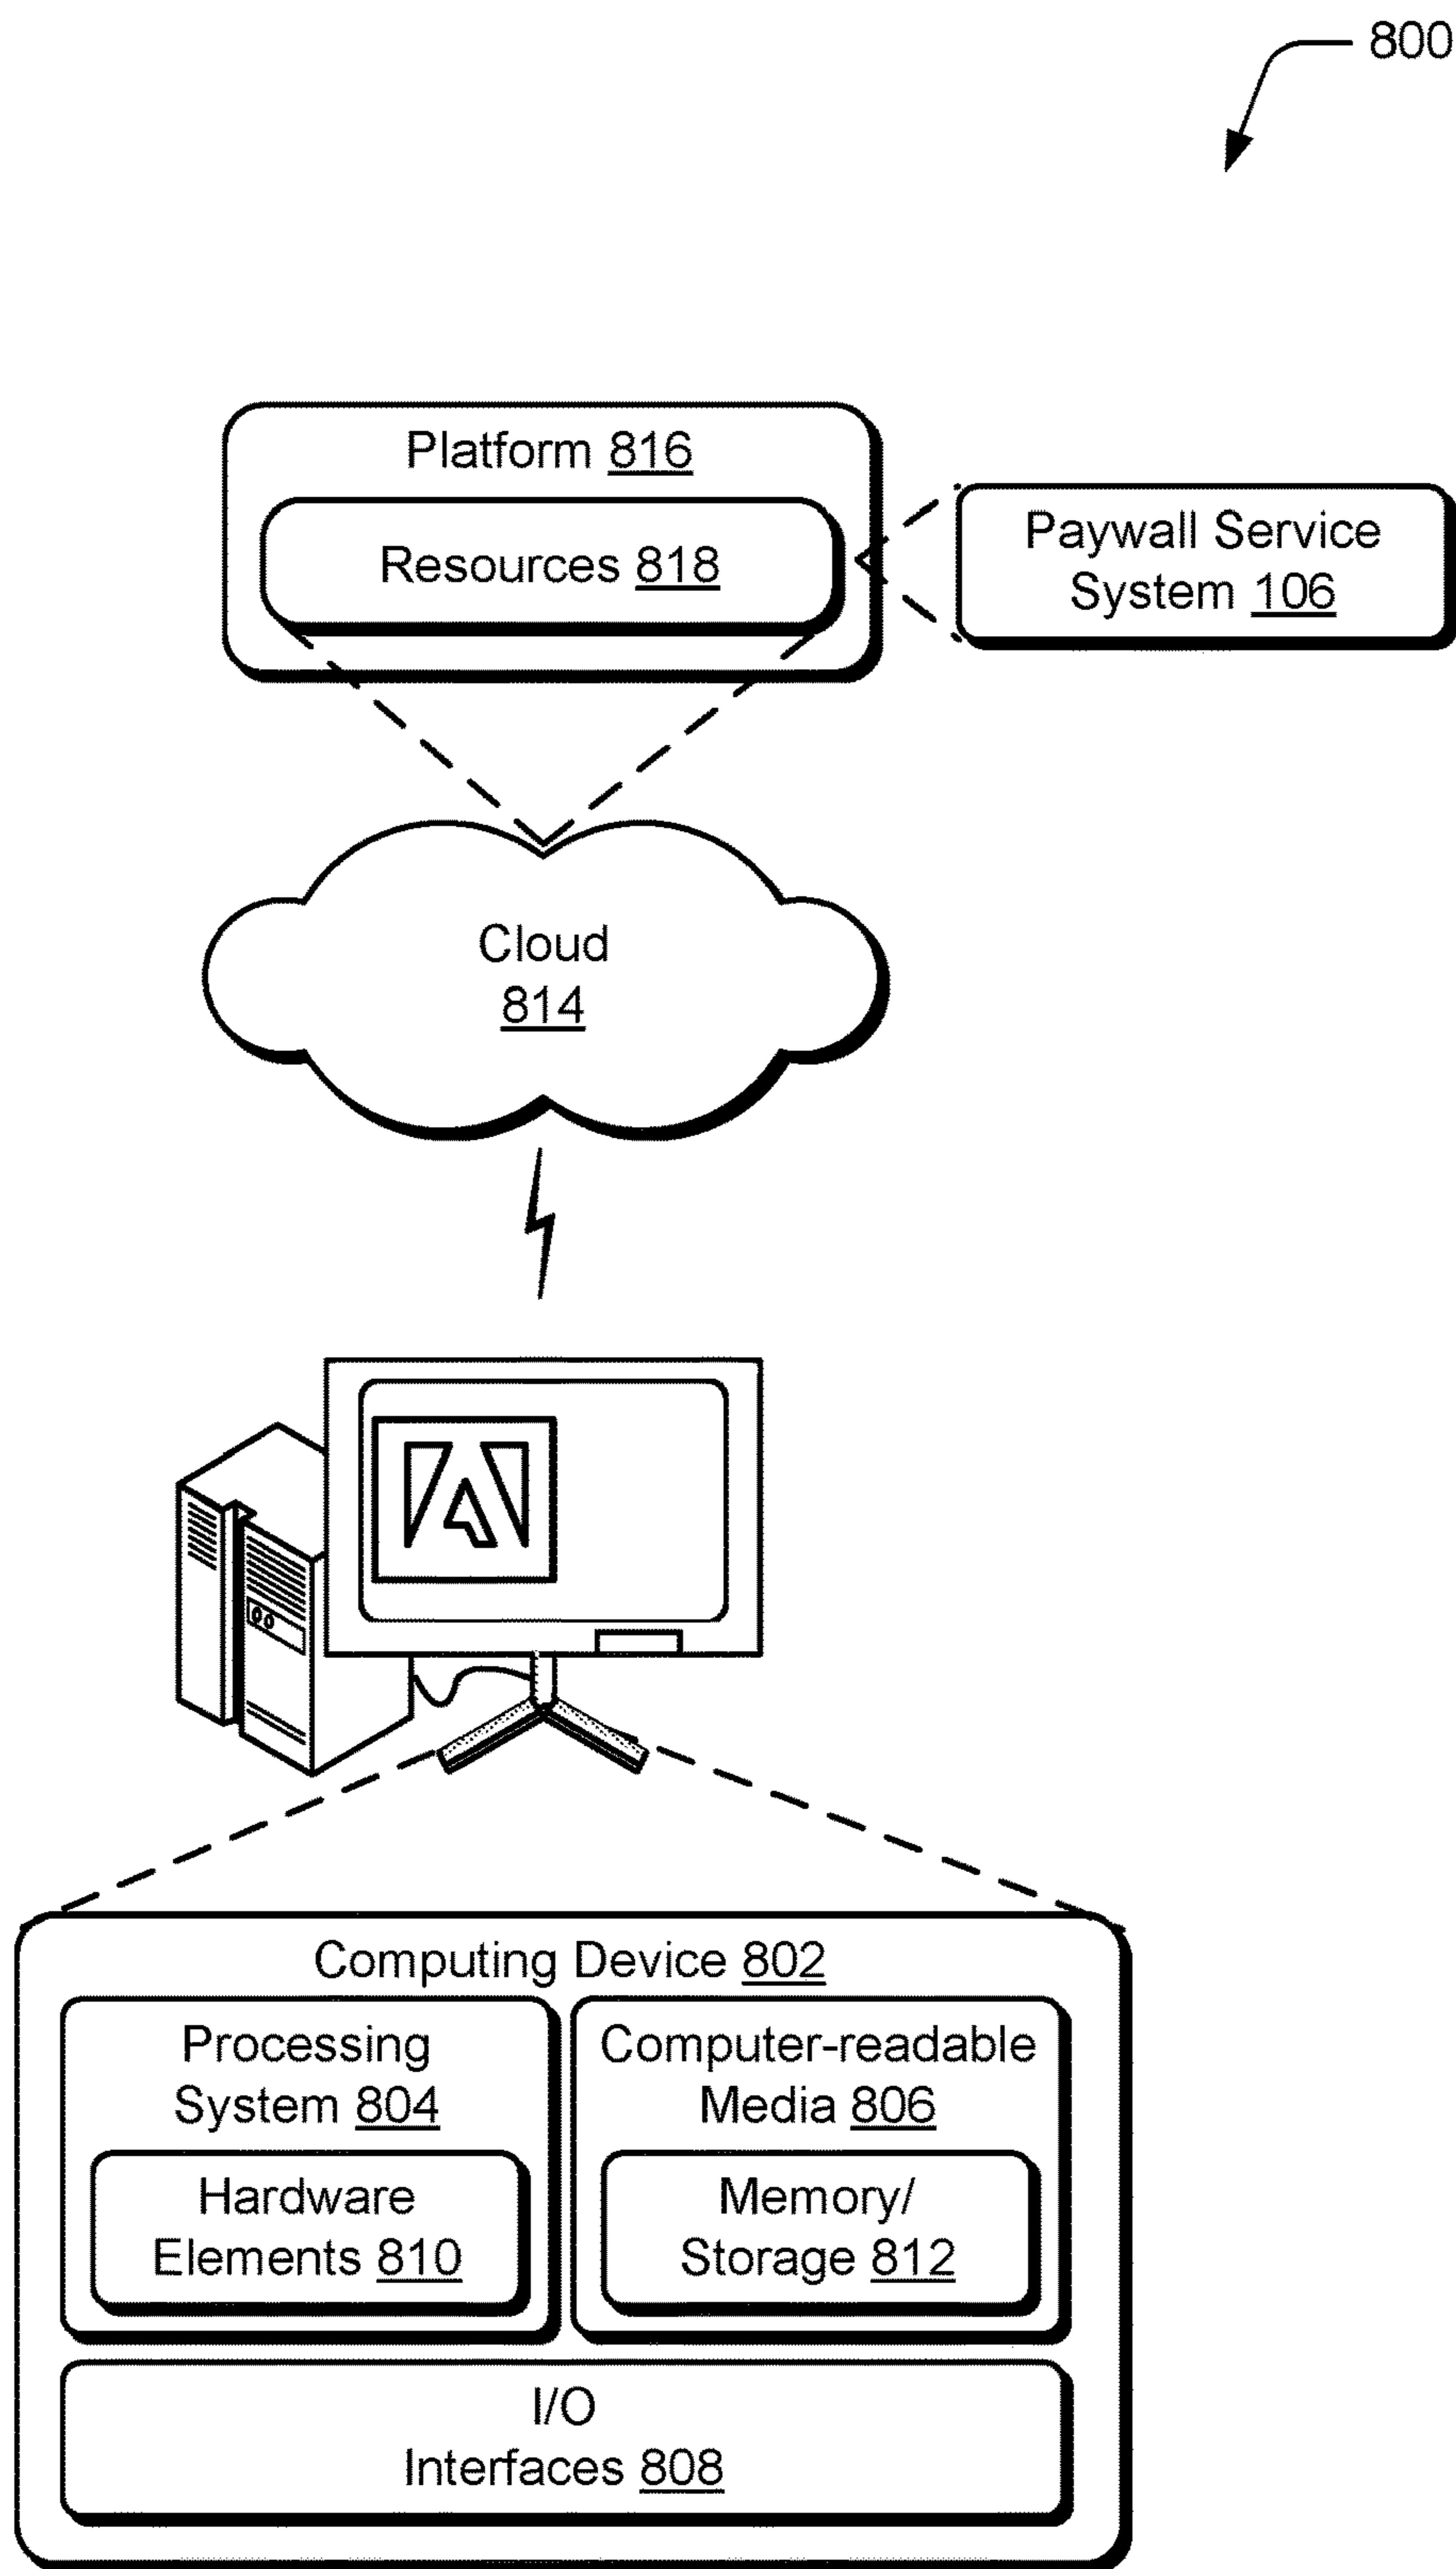 800
Platform 816
Resources 818
Paywall Service
System 106
Cloud
814
Computing Device 802
Processing
System 804
Hardware
Elements 810
Computer-readable
Media 806
Memory/
Storage 812
I/O
Interfaces 808